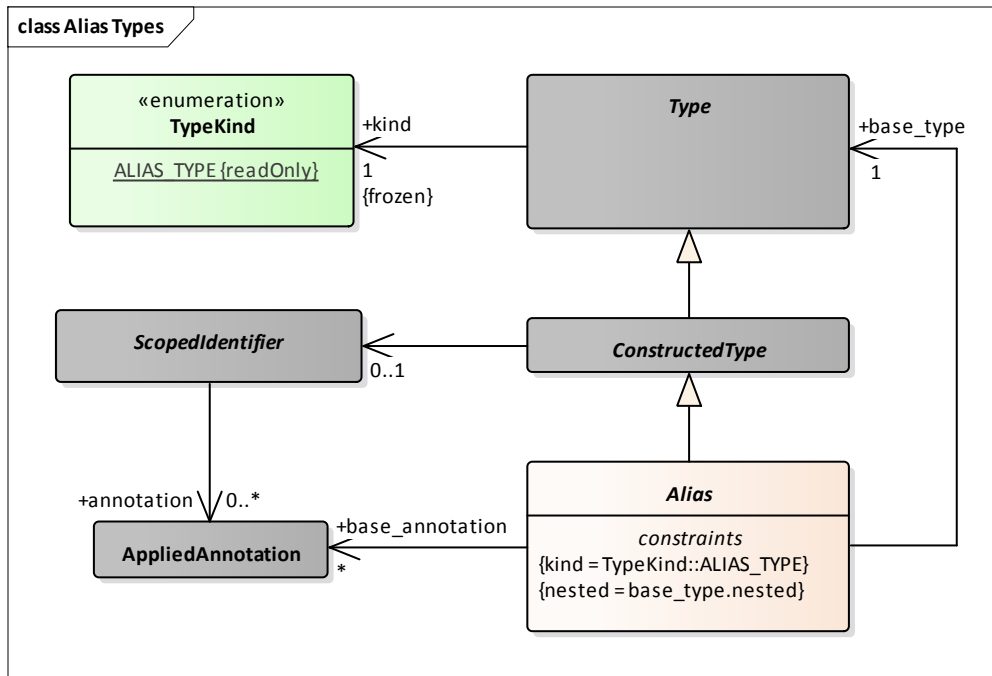 class Alias Types
«enumeration»
TypeKind
ALIAS_TYPE {readOnly}
+kind
1
{frozen}
Type
+base_type
1
ScopedIdentifier
0..1
ConstructedType
+annotation
0..*
AppliedAnnotation
+base_annotation
*
Alias
constraints
{kind = TypeKind::ALIAS_TYPE}
{nested = base_type.nested}